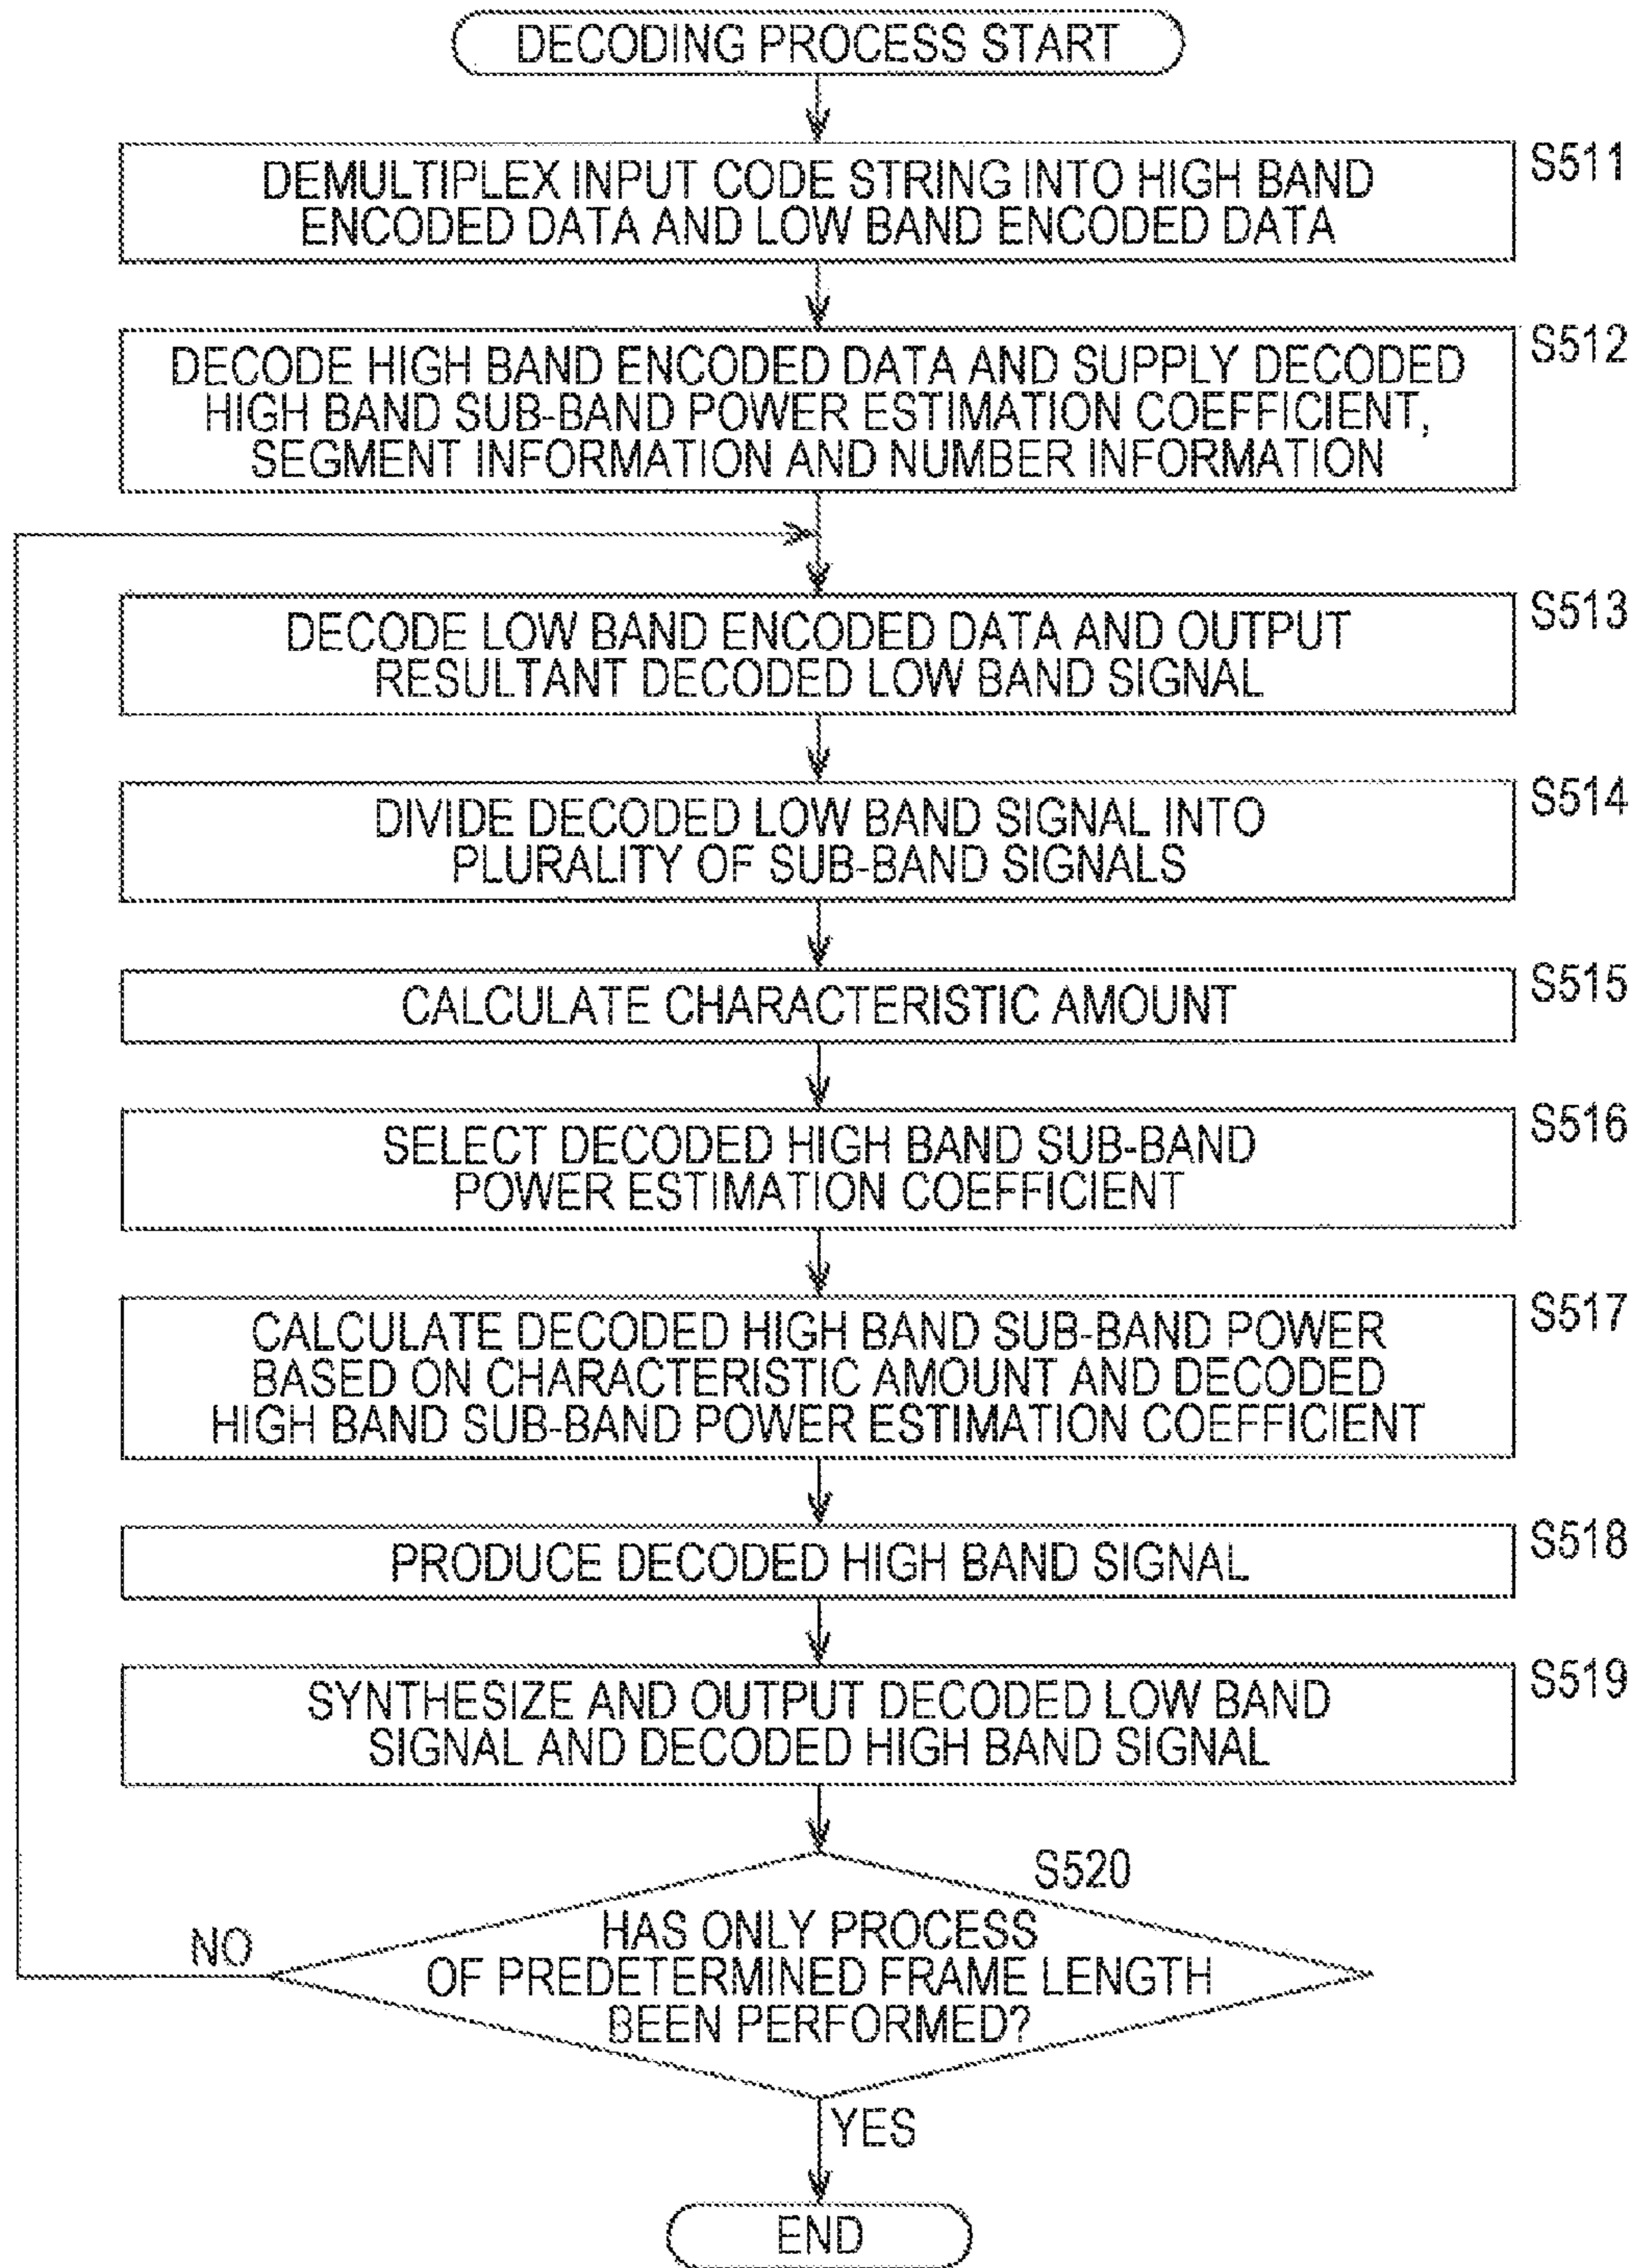 DECODING PROCESS START
S511
DEMULTIPLEX INPUT CODE STRING INTO HIGH BAND
ENCODED DATA AND LOW BAND ENCODED DATA
S512
DECODE HIGH BAND ENCODED DATA AND SUPPLY DECODED
HIGH BAND SUB-BAND POWER ESTIMATION COEFFICIENT,
SEGMENT INFORMATION AND NUMBER INFORMATION
S513
DECODE LOW BAND ENCODED DATA AND OUTPUT
RESULTANT DECODED LOW BAND SIGNAL
S514
DIVIDE DECODED LOW BAND SIGNAL INTO
PLURALITY OF SUB-BAND SIGNALS
S515
CALCULATE CHARACTERISTIC AMOUNT
S516
SELECT DECODED HIGH BAND SUB-BAND
POWER ESTIMATION COEFFICIENT
S517
CALCULATE DECODED HIGH BAND SUB-BAND POWER
BASED ON CHARACTERISTIC AMOUNT AND DECODED
HIGH BAND SUB-BAND POWER ESTIMATION COEFFICIENT
S518
PRODUCE DECODED HIGH BAND SIGNAL
S519
SYNTHESIZE AND OUTPUT DECODED LOW BAND
SIGNAL AND DECODED HIGH BAND SIGNAL
S520
HAS ONLY PROCESS
OF PREDETERMINED FRAME LENGTH
BEEN PERFORMED?
NO
YES
END